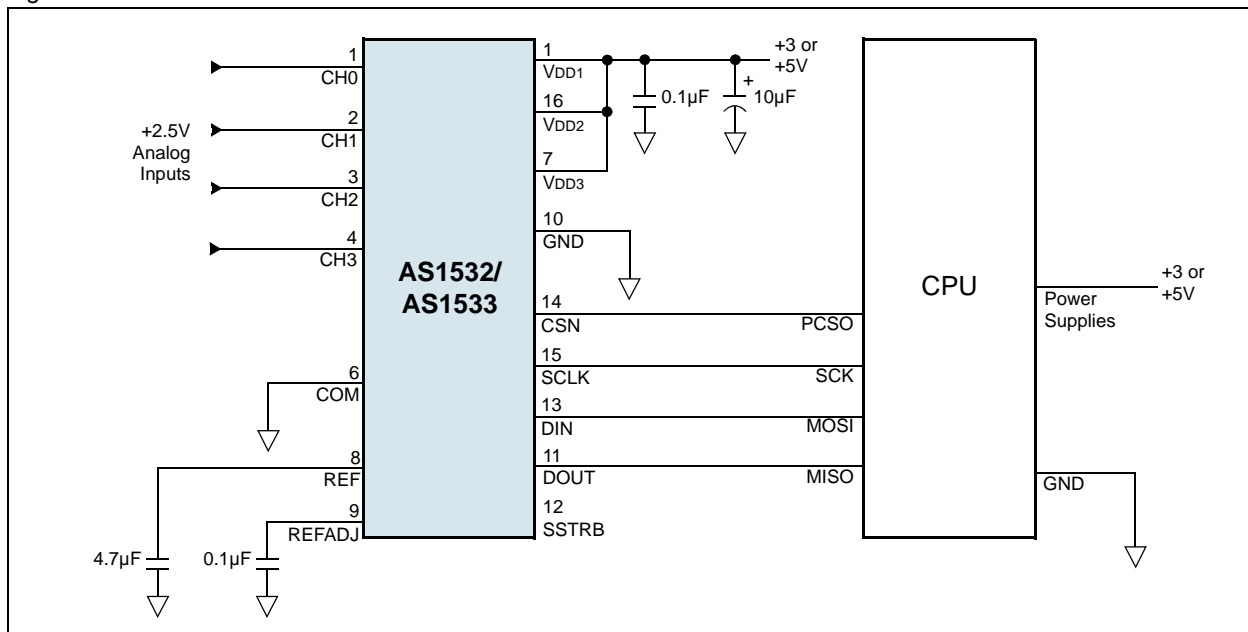 1
CH0
2
CH1
3
CH2
4
CH3
+2.5V
Analog
Inputs
6
COM
8
REF
9
REFADJ
4.7µF
0.1µF
AS1532/
AS1533
1
VDD1
16
VDD2
7
VDD3
10
GND
14
CSN
15
SCLK
13
DIN
11
DOUT
12
SSTRB
0.1µF
+
10µF
+3 or
+5V
PCSO
SCK
MOSI
MISO
CPU
Power
Supplies
+3 or
+5V
GND